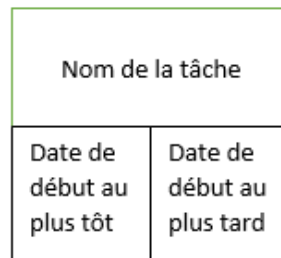 Nom de la tâche
Date de
début au
plus tôt
Date de
début au
plus tard